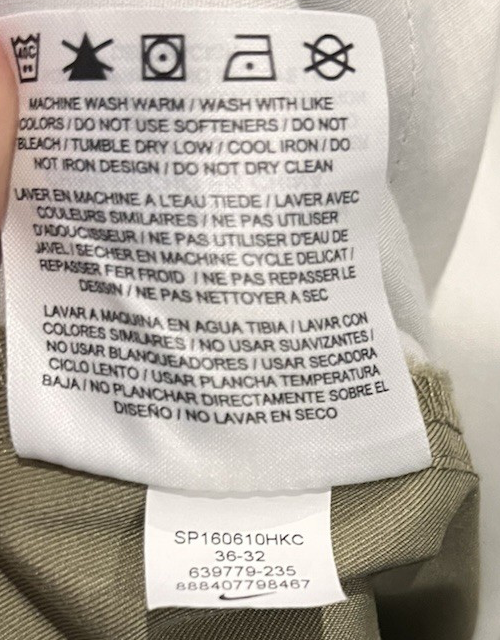 40C
MACHINE WASH WARM / WASH WITH LIKE
COLORS / DO NOT USE SOFTENERS / DO NOT
BLEACH / TUMBLE DRY LOW / COOL IRON / DO
NOT IRON DESIGN / DO NOT DRY CLEAN
LAVER EN MACHINE A L'EAU TIEDE / LAVER AVEC
COULEURS SIMILAIRES / NE PAS UTILISER
D'ADOUCISSEUR / NE PAS UTILISER D'EAU DE
JAVEL / SECHER EN MACHINE CYCLE DELICAT /
REPASSER FER FROID / NE PAS REPASSER LE
DESSIN / NE PAS NETTOYER A SEC
LAVAR A MAQUINA EN AGUA TIBIA / LAVAR CON
COLORES SIMILARES / NO USAR SUAVIZANTES /
NO USAR BLANQUEADORES / USAR SECADORA
CICLO LENTO / USAR PLANCHA TEMPERATURA
BAJA / NO PLANCHAR DIRECTAMENTE SOBRE EL
DISEÑO / NO LAVAR EN SECO
SP160610HKC
36-32
639779-235
888407798467